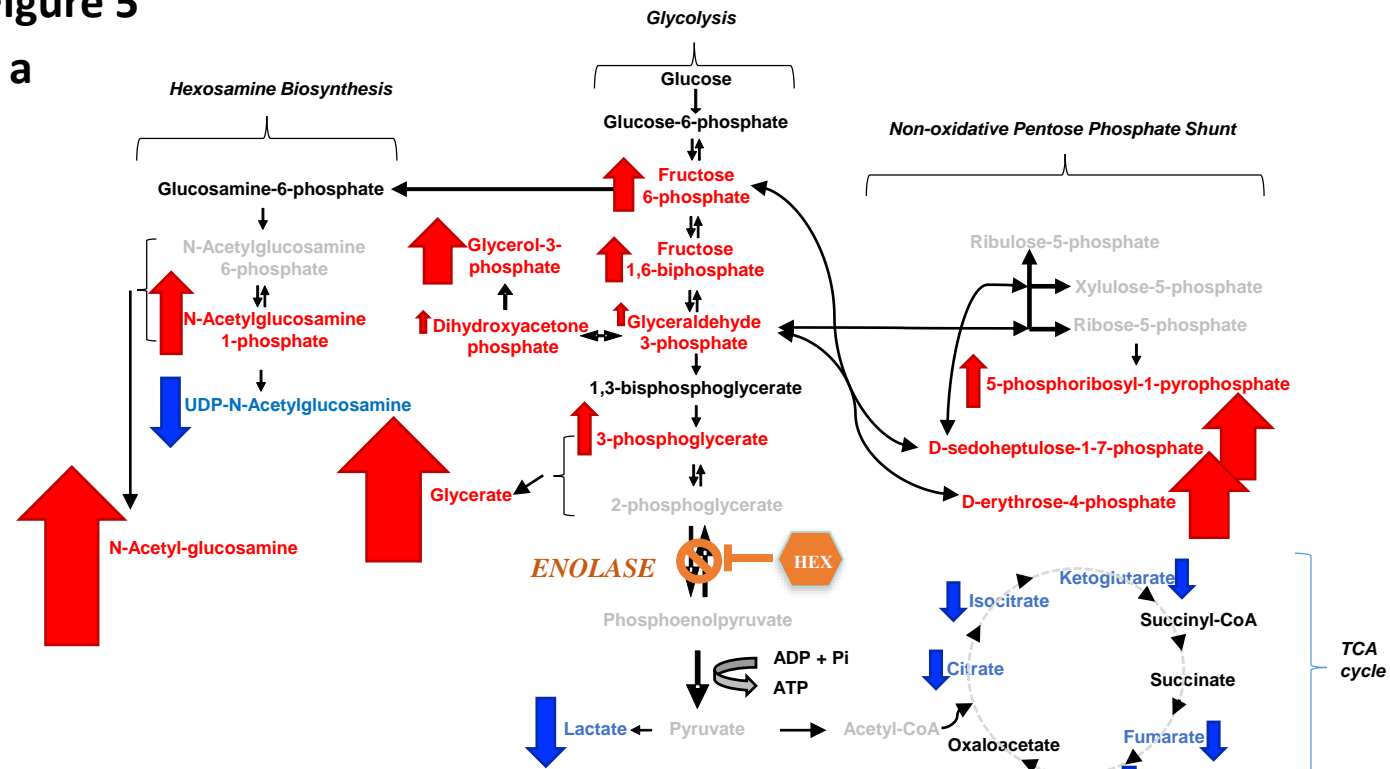 Figure 5
a
Glycolysis
Hexosamine Biosynthesis
Glucose
Glucose-6-phosphate
Non-oxidative Pentose Phosphate Shunt
Glucosamine-6-phosphate
Fructose
6-phosphate
N-Acetylglucosamine
6-phosphate
Glycerol-3-
phosphate
Fructose
1,6-biphosphate
Ribulose-5-phosphate
Xylulose-5-phosphate
N-Acetylglucosamine
1-phosphate
Dihydroxyacetone
phosphate
Glyceraldehyde
3-phosphate
Ribose-5-phosphate
1,3-bisphosphoglycerate
5-phosphoribosyl-1-pyrophosphate
UDP-N-Acetylglucosamine
3-phosphoglycerate
D-sedoheptulose-1-7-phosphate
Glycerate
2-phosphoglycerate
D-erythrose-4-phosphate
N-Acetyl-glucosamine
ENOLASE
HEX
Ketoglutarate
Isocitrate
Phosphoenolpyruvate
Succinyl-CoA
ADP + Pi
ATP
Citrate
TCA
cycle
Succinate
Lactate
Pyruvate
Acetyl-CoA
Oxaloacetate
Fumarate